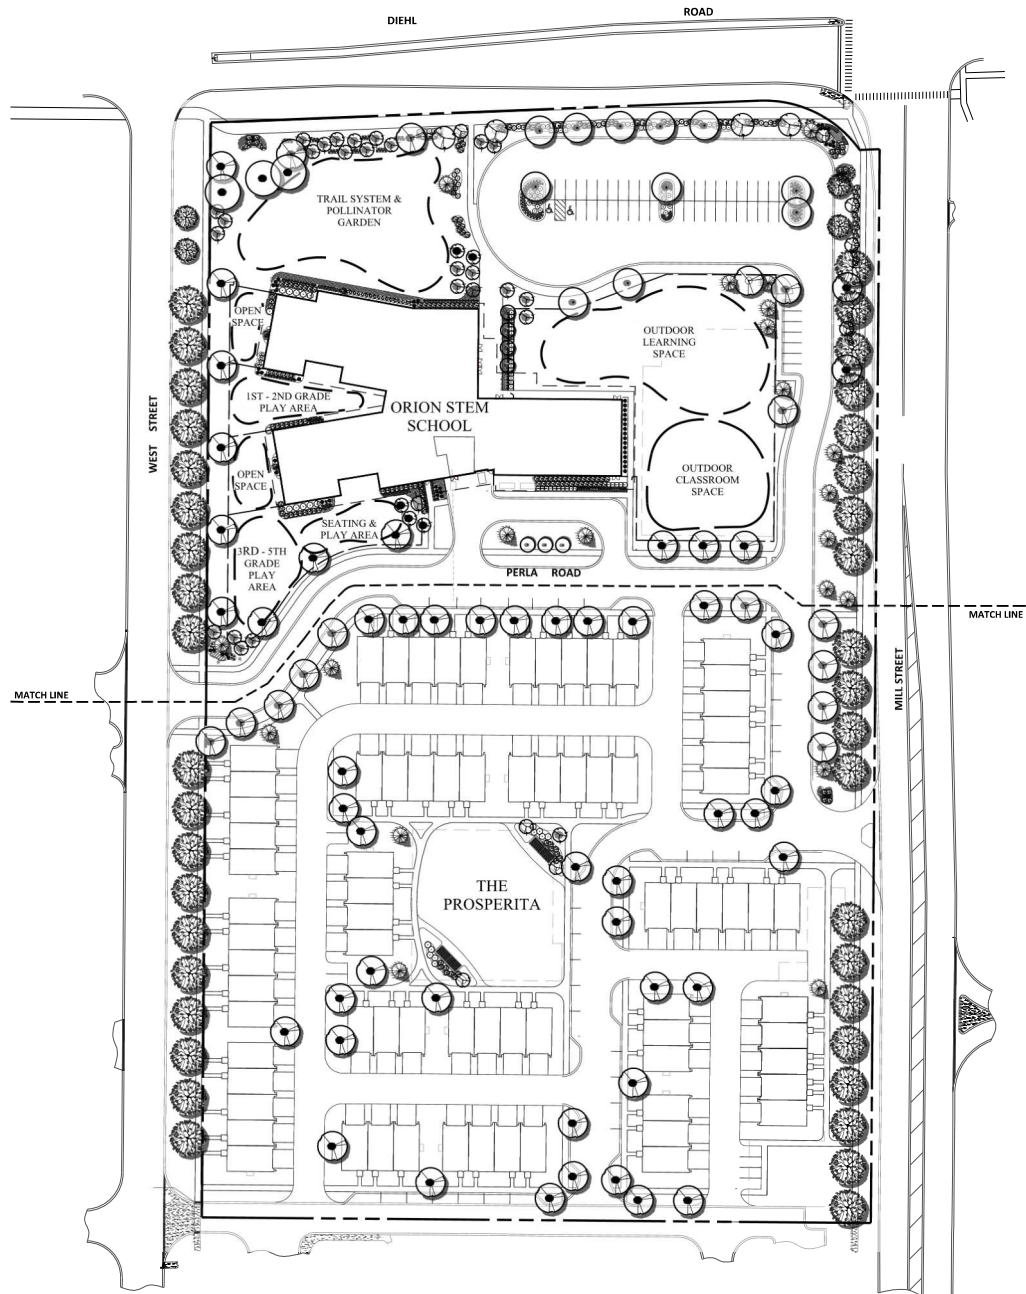 DIEHL ROAD
TRAIL SYSTEM &
POLLINATOR
GARDEN
OPEN
SPACE
OUTDOOR
LEARNING
SPACE
1ST - 2ND GRADE
PLAY AREA
ORION STEM
SCHOOL
WEST STREET
OPEN
SPACE
OUTDOOR
CLASSROOM
SPACE
SEATING &
PLAY AREA
3RD - 5TH
GRADE
PLAY
AREA
PERLA ROAD
MATCH LINE
MILL STREET
MATCH LINE
THE
PROSPERITA